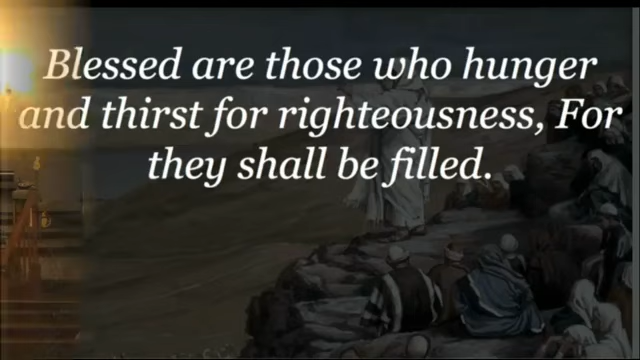 Blessed are those who hunger
and thirst for righteousness, For
they shall be filled.